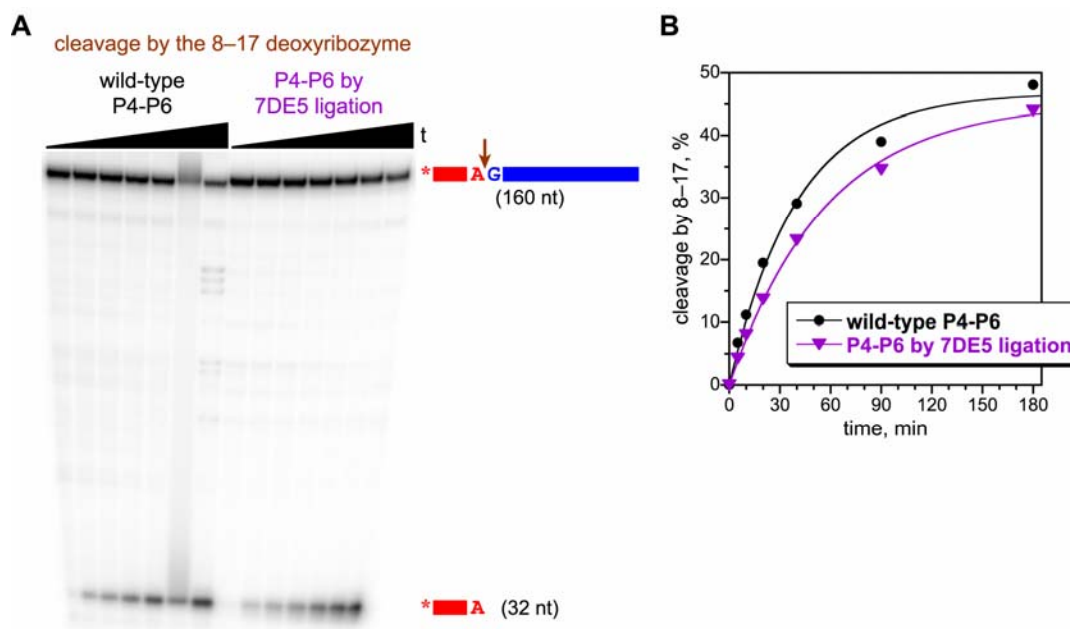 A
cleavage by the 8–17 deoxyribozyme
wild-type
P4-P6
P4-P6 by
7DE5 ligation
t
* A G
(160 nt)
* A (32 nt)
B
cleavage by 8–17, %
50
40
30
20
10
0
wild-type P4-P6
P4-P6 by 7DE5 ligation
0 30 60 90 120 150 180
time, min